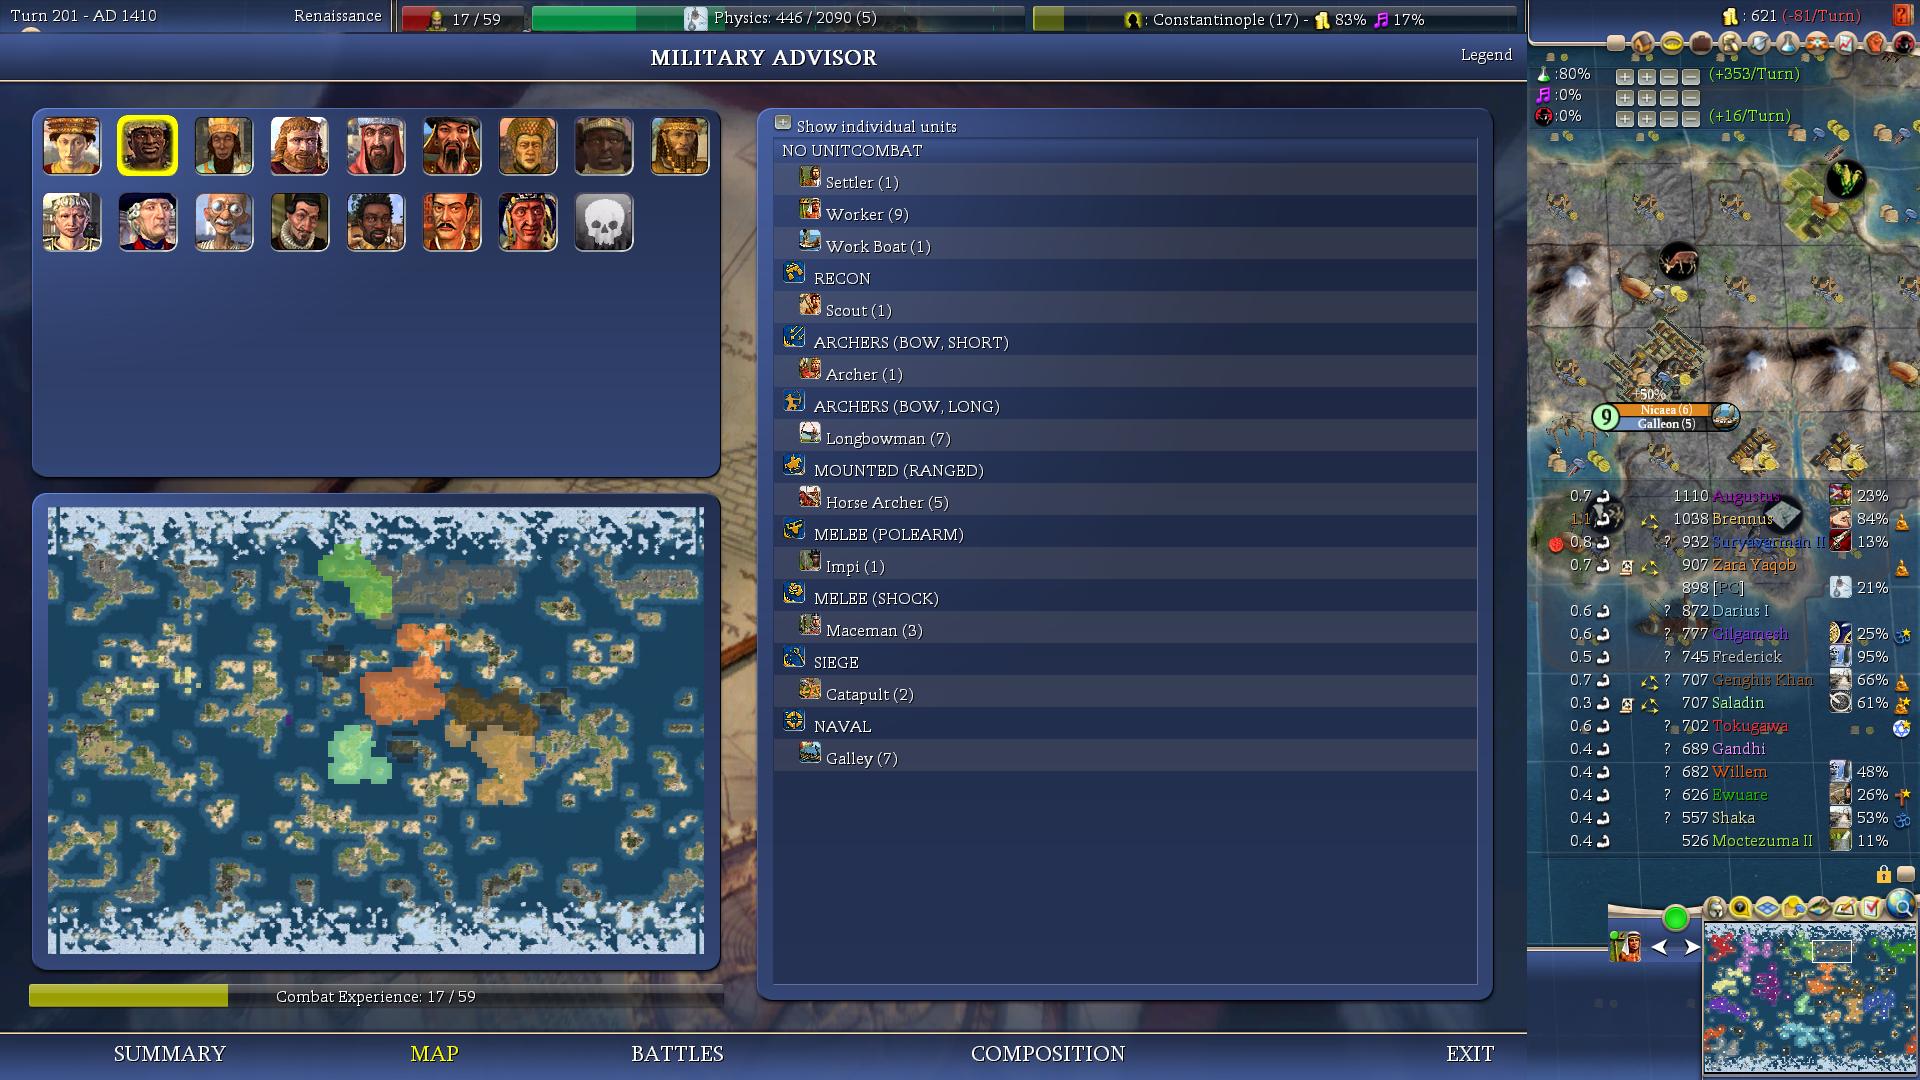 Turn 201 - AD 1410
Renaissance
17 / 59
Physics: 446 / 2090 (5)
: Constantinople (17) - 83% 17%
: 621 (-81/Turn)
MILITARY ADVISOR
Legend
:80% (+353/Turn)
:0%
:0% (+16/Turn)
Show individual units
NO UNITCOMBAT
Settler (1)
Worker (9)
Work Boat (1)
RECON
Scout (1)
ARCHERS (BOW, SHORT)
Archer (1)
ARCHERS (BOW, LONG)
Longbowman (7)
MOUNTED (RANGED)
Horse Archer (5)
MELEE (POLEARM)
Impi (1)
MELEE (SHOCK)
Maceman (3)
SIEGE
Catapult (2)
NAVAL
Galley (7)
+50%
9 Nicaea (6)
Galleon (5)
0.7 1110 Augustus 23%
1.1 1038 Brennus 84%
0.8 ? 932 Suryavarman II 13%
0.7 907 Zara Yaqob
898 [PC] 21%
0.6 ? 872 Darius I
0.6 ? 777 Gilgamesh 25%
0.5 ? 745 Frederick 95%
0.7 ? 707 Genghis Khan 66%
0.3 707 Saladin 61%
0.6 ? 702 Tokugawa
0.4 689 Gandhi
0.4 ? 682 Willem 48%
0.4 ? 626 Ewuare 26%
0.4 ? 557 Shaka 53%
0.4 526 Moctezuma II 11%
Combat Experience: 17 / 59
SUMMARY
MAP
BATTLES
COMPOSITION
EXIT